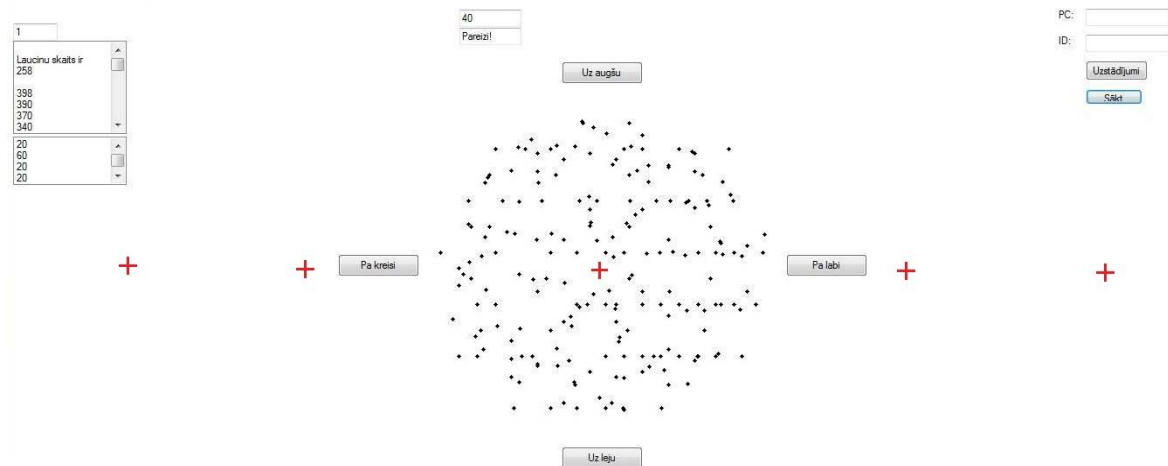 1
Laucinu skaits ir
258
398
390
370
340
20
60
20
20
40
Pareizi!
Uz augšu
Pa kreisi
Pa labi
Uz leju
PC:
ID:
Uzstādījumi
Sākt